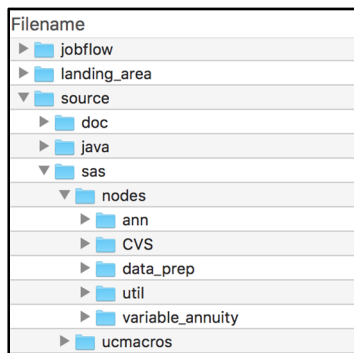 Filename
jobflow
landing_area
source
doc
java
sas
nodes
ann
CVS
data_prep
util
variable_annuity
ucmacros